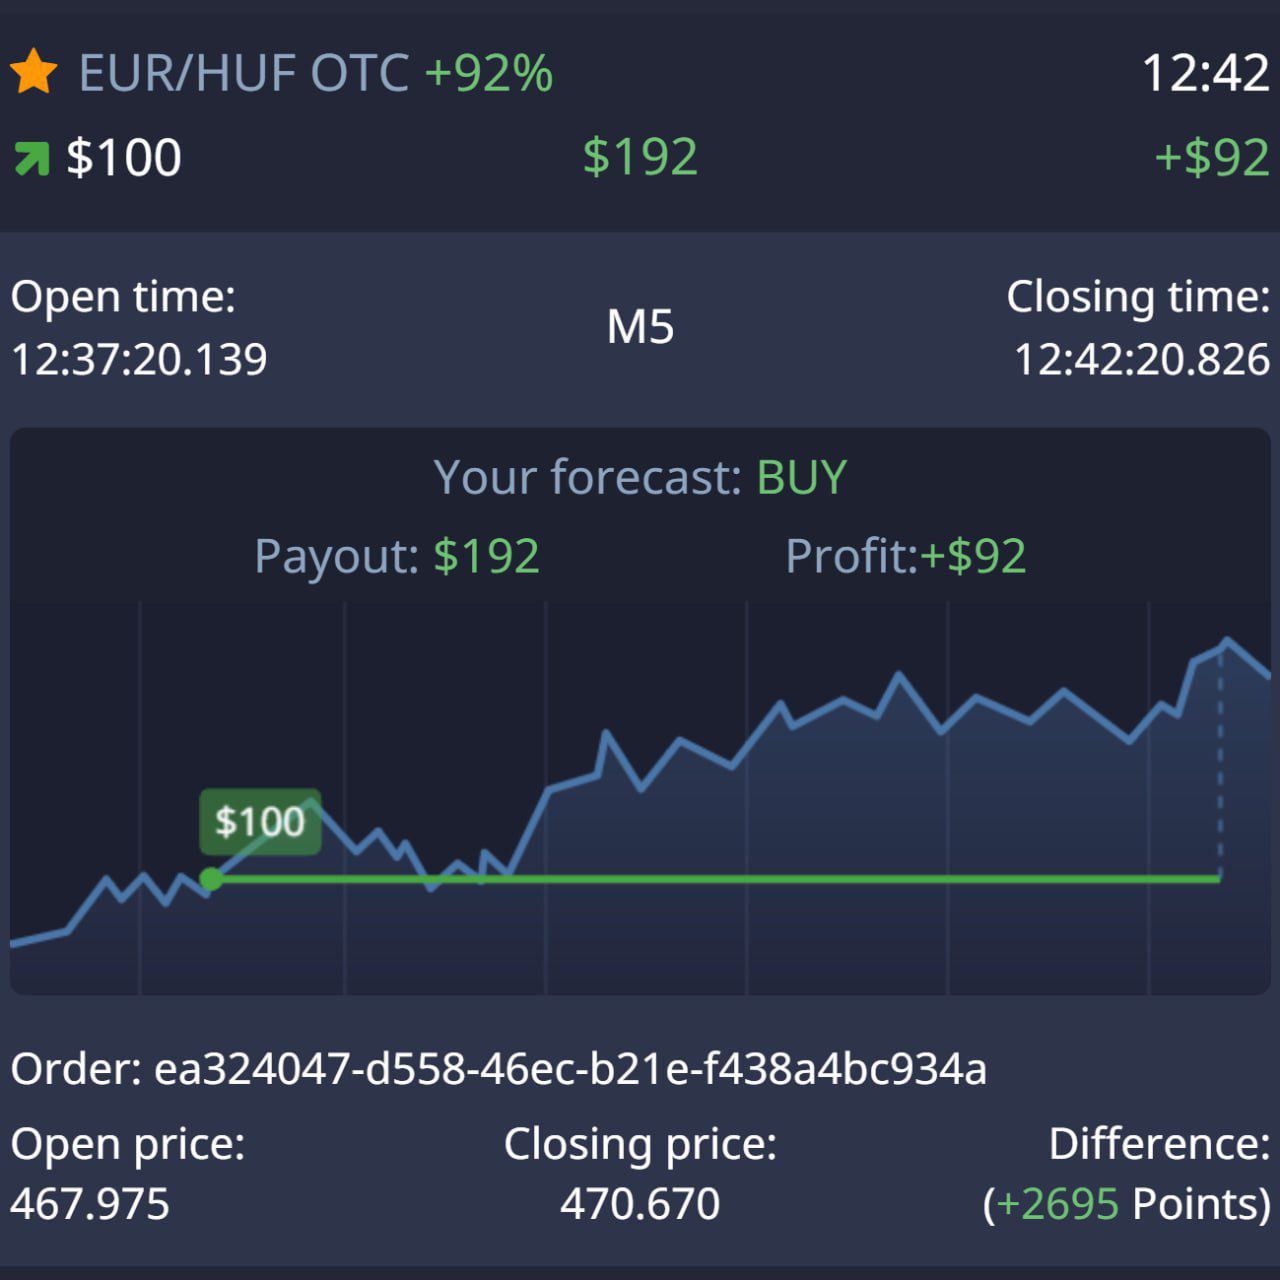 EUR/HUF OTC +92% 12:42
$100 $192 +$92
Open time: Closing time:
M5
12:37:20.139 12:42:20.826
Your forecast: BUY
Payout: $192 Profit:+$92
$100
Order: ea324047-d558-46ec-b21e-f438a4bc934a
Open price: Closing price: Difference:
467.975 470.670 (+2695 Points)